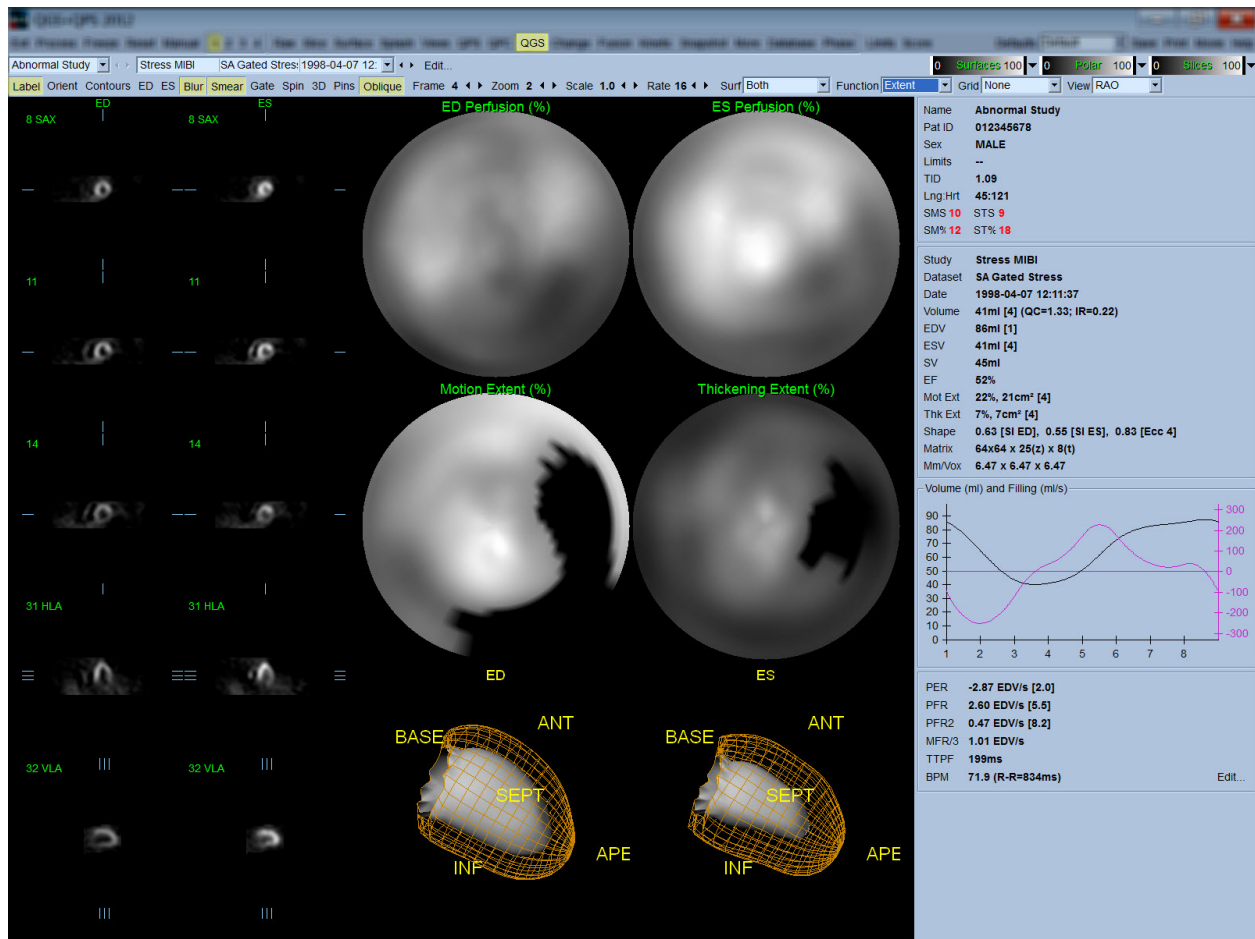 QGS+QPS 2012
QGS
Abnormal Study Stress MIBI SA Gated Stres: 1998-04-07 12: Edit...
0 Surfaces 100 0 Polar 100 0 Slices 100
Label Orient Contours ED ES Blur Smear Gate Spin 3D Pins Oblique Frame 4 Zoom 2 Scale 1.0 Rate 16 Surf Both Function Extent Grid None View RAO
ED ES
8 SAX 8 SAX
11 11
14 14
31 HLA 31 HLA
32 VLA 32 VLA
ED Perfusion (%) ES Perfusion (%)
Motion Extent (%) Thickening Extent (%)
ED ES
BASE ANT SEPT INF APE
BASE ANT SEPT INF APE
Name Abnormal Study
Pat ID 012345678
Sex MALE
Limits --
TID 1.09
Lng:Hrt 45:121
SMS 10 STS 9
SM% 12 ST% 18
Study Stress MIBI
Dataset SA Gated Stress
Date 1998-04-07 12:11:37
Volume 41ml [4] (QC=1.33; IR=0.22)
EDV 86ml [1]
ESV 41ml [4]
SV 45ml
EF 52%
Mot Ext 22%, 21cm² [4]
Thk Ext 7%, 7cm² [4]
Shape 0.63 [SI ED], 0.55 [SI ES], 0.83 [Ecc 4]
Matrix 64x64 x 25(z) x 8(t)
Mm/Vox 6.47 x 6.47 x 6.47
Volume (ml) and Filling (ml/s)
90
80
70
60
50
40
30
20
10
0
300
200
100
0
-100
-200
-300
1 2 3 4 5 6 7 8
PER -2.87 EDV/s [2.0]
PFR 2.60 EDV/s [5.5]
PFR2 0.47 EDV/s [8.2]
MFR/3 1.01 EDV/s
TTPF 199ms
BPM 71.9 (R-R=834ms) Edit...